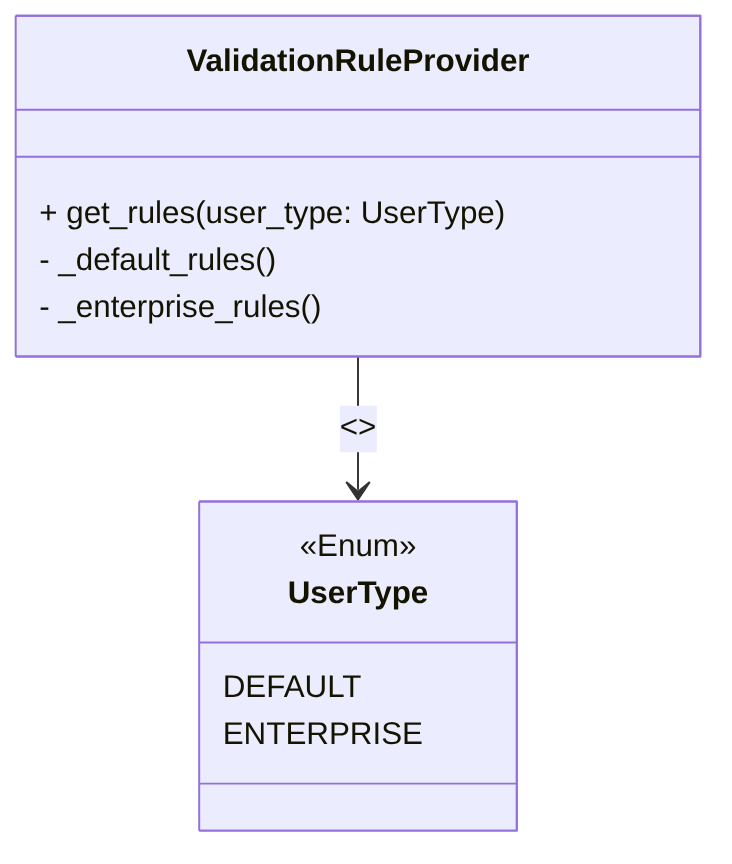 ValidationRuleProvider
+ get_rules(user_type: UserType)
- _default_rules()
- _enterprise_rules()
<>
«Enum»
UserType
DEFAULT
ENTERPRISE